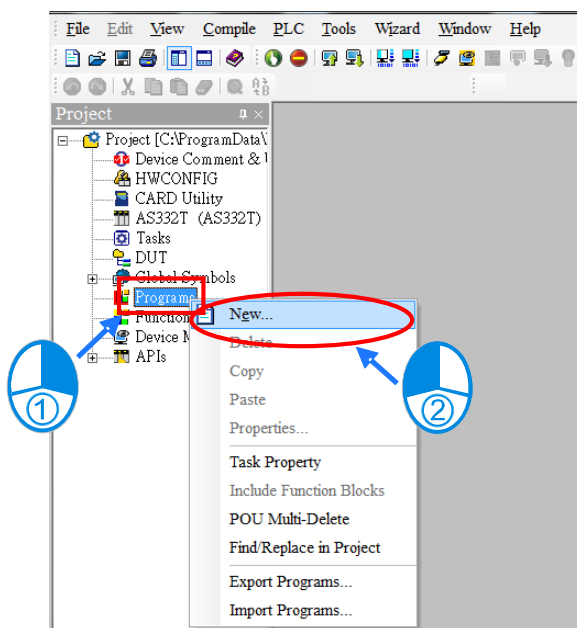 File Edit View Compile PLC Tools Wizard Window Help
Project
Project [C:\ProgramData\
Device Comment &
HWCONFIG
CARD Utility
AS332T (AS332T)
Tasks
DUT
Global Symbols
Programs
Function
Device
APIs
New...
Delete
Copy
Paste
Properties...
Task Property
Include Function Blocks
POU Multi-Delete
Find/Replace in Project
Export Programs...
Import Programs...
①
②